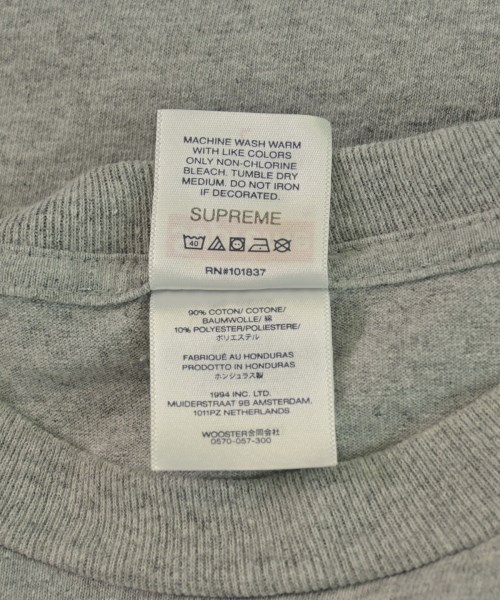 MACHINE WASH WARM
WITH LIKE COLORS
ONLY NON-CHLORINE
BLEACH. TUMBLE DRY
MEDIUM. DO NOT IRON
IF DECORATED.
SUPREME
40
RN#101837
90% COTON/ COTONE/
BAUMWOLLE/ 綿
10% POLYESTER/POLIESTERE/
ポリエステル
FABRIQUÉ AU HONDURAS
PRODOTTO IN HONDURAS
ホンジュラス製
1994 INC. LTD.
MUIDERSTRAAT 9B AMSTERDAM.
1011PZ NETHERLANDS
WOOSTER合同会社
0570-057-300